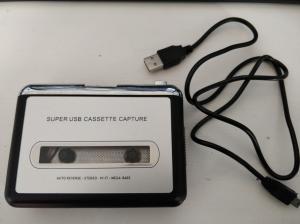 SUPER USB CASSETTE CAPTURE
AUTO REVERSE - STEREO - HI-FI - MEGA BASS